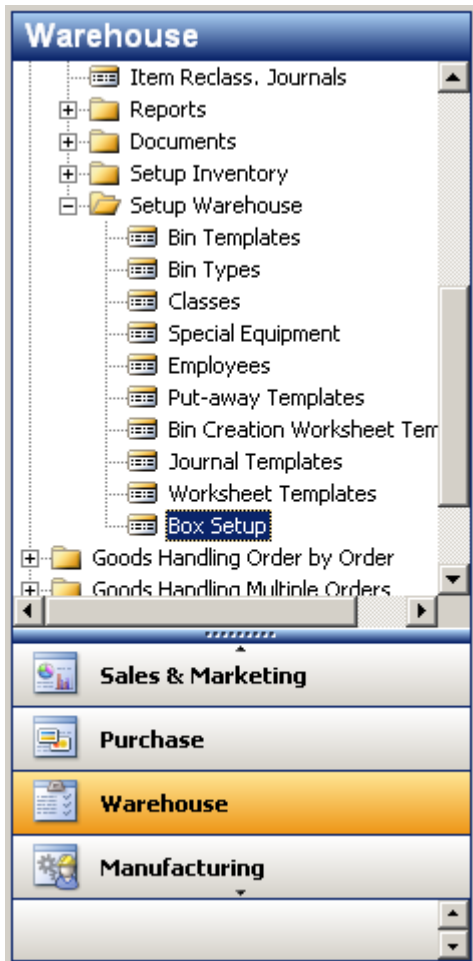 Warehouse
Item Reclass. Journals
Reports
Documents
Setup Inventory
Setup Warehouse
Bin Templates
Bin Types
Classes
Special Equipment
Employees
Put-away Templates
Bin Creation Worksheet Tem
Journal Templates
Worksheet Templates
Box Setup
Goods Handling Order by Order
Goods Handling Multiple Orders
Sales & Marketing
Purchase
Warehouse
Manufacturing